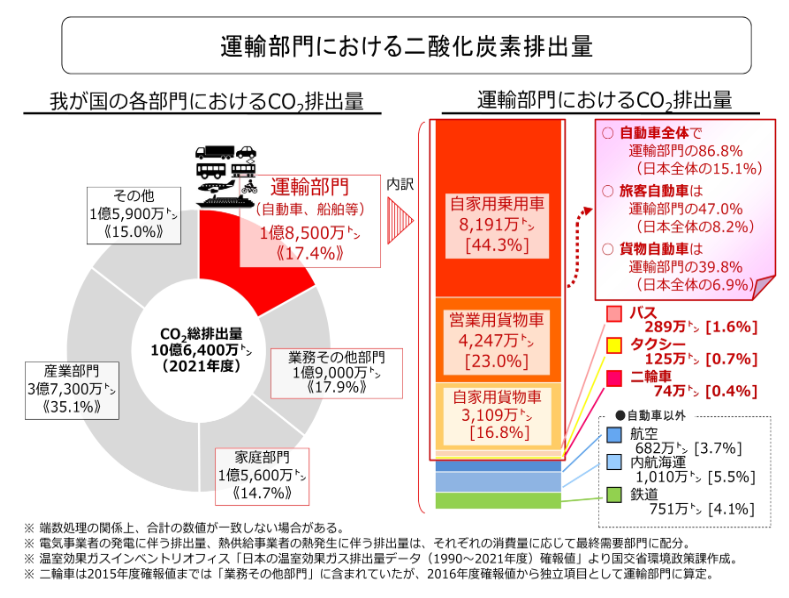 運輸部門における二酸化炭素排出量
我が国の各部門におけるCO2排出量
運輸部門（自動車、船舶等）
1億8,500万㌧
《17.4%》
その他
1億5,900万㌧
《15.0%》
CO2総排出量
10億6,400万㌧
（2021年度）
業務その他部門
1億9,000万㌧
《17.9%》
産業部門
3億7,300万㌧
《35.1%》
家庭部門
1億5,600万㌧
《14.7%》
内訳
運輸部門におけるCO2排出量
自家用乗用車
8,191万㌧
[44.3%]
営業用貨物車
4,247万㌧
[23.0%]
自家用貨物車
3,109万㌧
[16.8%]
○ 自動車全体で
運輸部門の86.8%
（日本全体の15.1%）
○ 旅客自動車は
運輸部門の47.0%
（日本全体の8.2%）
○ 貨物自動車は
運輸部門の39.8%
（日本全体の6.9%）
バス
289万㌧ [1.6%]
タクシー
125万㌧ [0.7%]
二輪車
74万㌧ [0.4%]
●自動車以外
航空
682万㌧ [3.7%]
内航海運
1,010万㌧ [5.5%]
鉄道
751万㌧ [4.1%]
※ 端数処理の関係上、合計の数値が一致しない場合がある。
※ 電気事業者の発電に伴う排出量、熱供給事業者の熱発生に伴う排出量は、それぞれの消費量に応じて最終需要部門に配分。
※ 温室効果ガスインベントリオフィス「日本の温室効果ガス排出量データ（1990～2021年度）確報値」より国交省環境政策課作成。
※ 二輪車は2015年度確報値までは「業務その他部門」に含まれていたが、2016年度確報値から独立項目として運輸部門に算定。